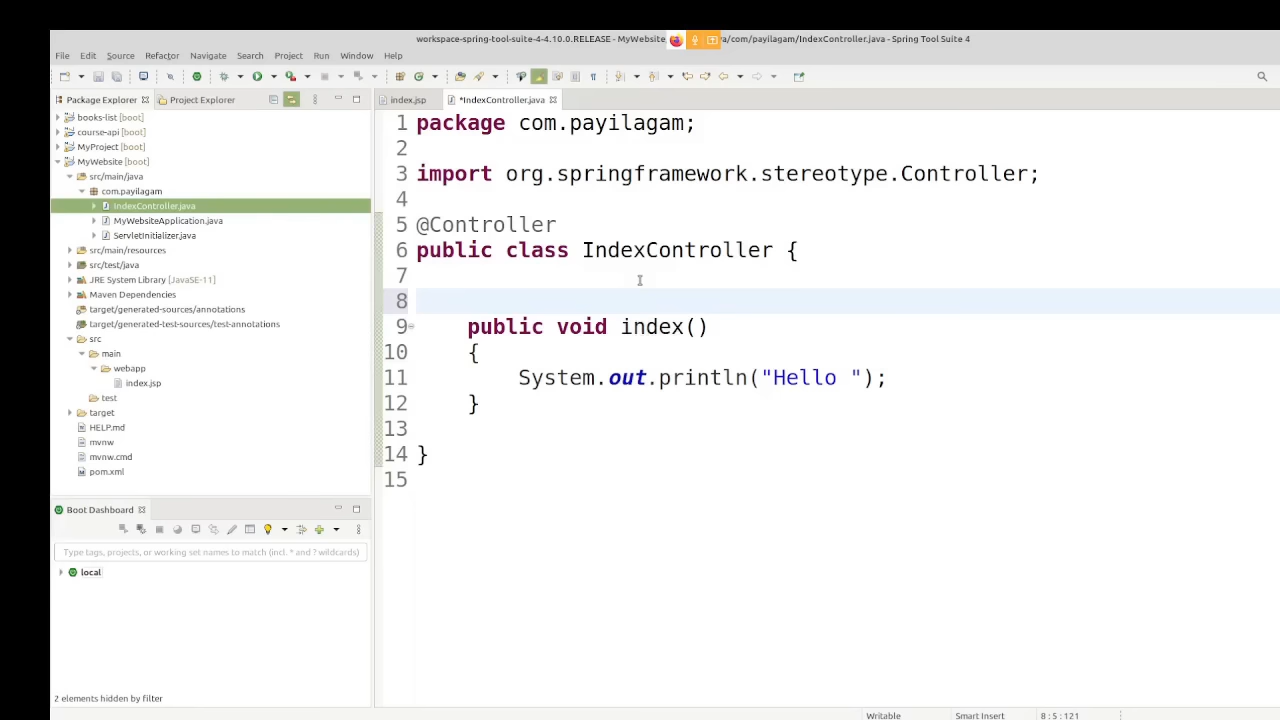 workspace-spring-tool-suite-4-4.10.0.RELEASE - MyWebsite a/com/payilagam/IndexController.java - Spring Tool Suite 4
File Edit Source Refactor Navigate Search Project Run Window Help
Package Explorer Project Explorer
index.jsp *IndexController.java
books-list [boot]
course-api [boot]
MyProject [boot]
MyWebsite [boot]
src/main/java
com.payilagam
IndexController.java
MyWebsiteApplication.java
ServletInitializer.java
src/main/resources
src/test/java
JRE System Library [JavaSE-11]
Maven Dependencies
target/generated-sources/annotations
target/generated-test-sources/test-annotations
src
main
webapp
index.jsp
test
target
HELP.md
mvnw
mvnw.cmd
pom.xml
1 package com.payilagam;
2
3 import org.springframework.stereotype.Controller;
4
5 @Controller
6 public class IndexController {
7
8
9 public void index()
10 {
11 System.out.println("Hello ");
12 }
13
14 }
15
Boot Dashboard
Type tags, projects, or working set names to match (incl. * and ? wildcards)
local
2 elements hidden by filter
Writable Smart Insert 8 : 5 : 121